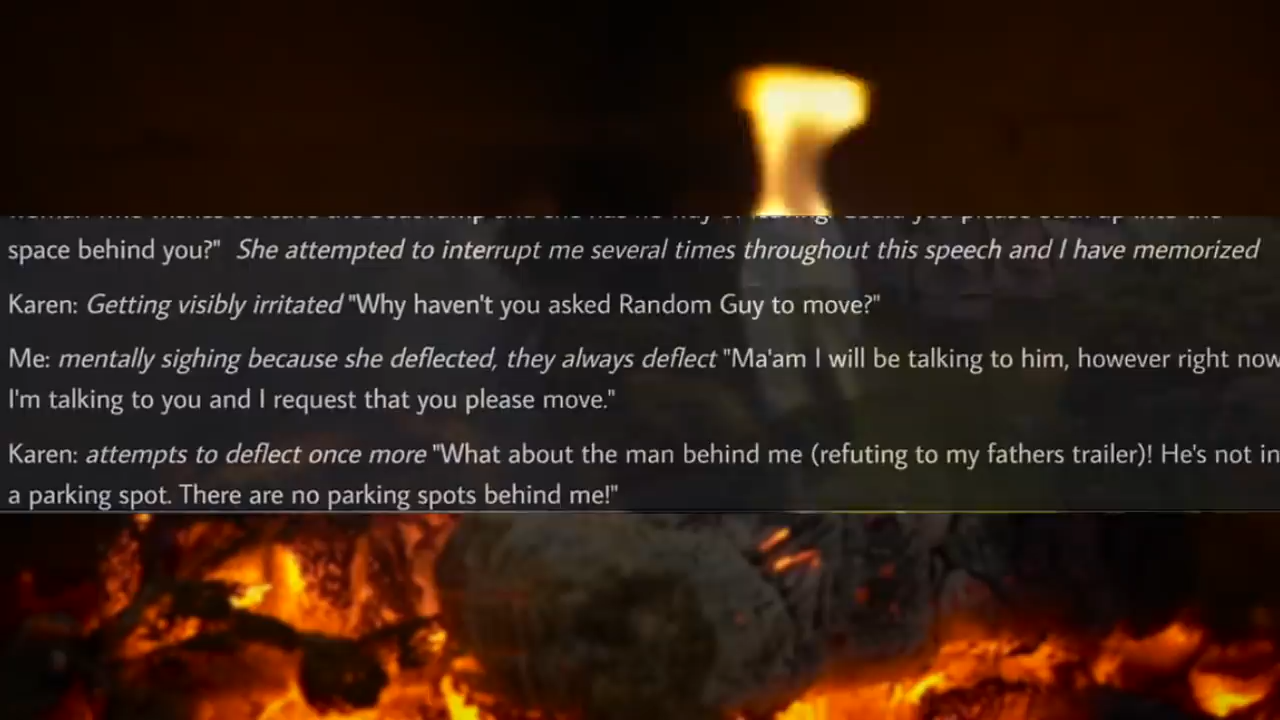 space behind you?" She attempted to interrupt me several times throughout this speech and I have memorized
Karen: Getting visibly irritated "Why haven't you asked Random Guy to move?"
Me: mentally sighing because she deflected, they always deflect "Ma'am I will be talking to him, however right now
I'm talking to you and I request that you please move."
Karen: attempts to deflect once more "What about the man behind me (refuting to my fathers trailer)! He's not in
a parking spot. There are no parking spots behind me!"